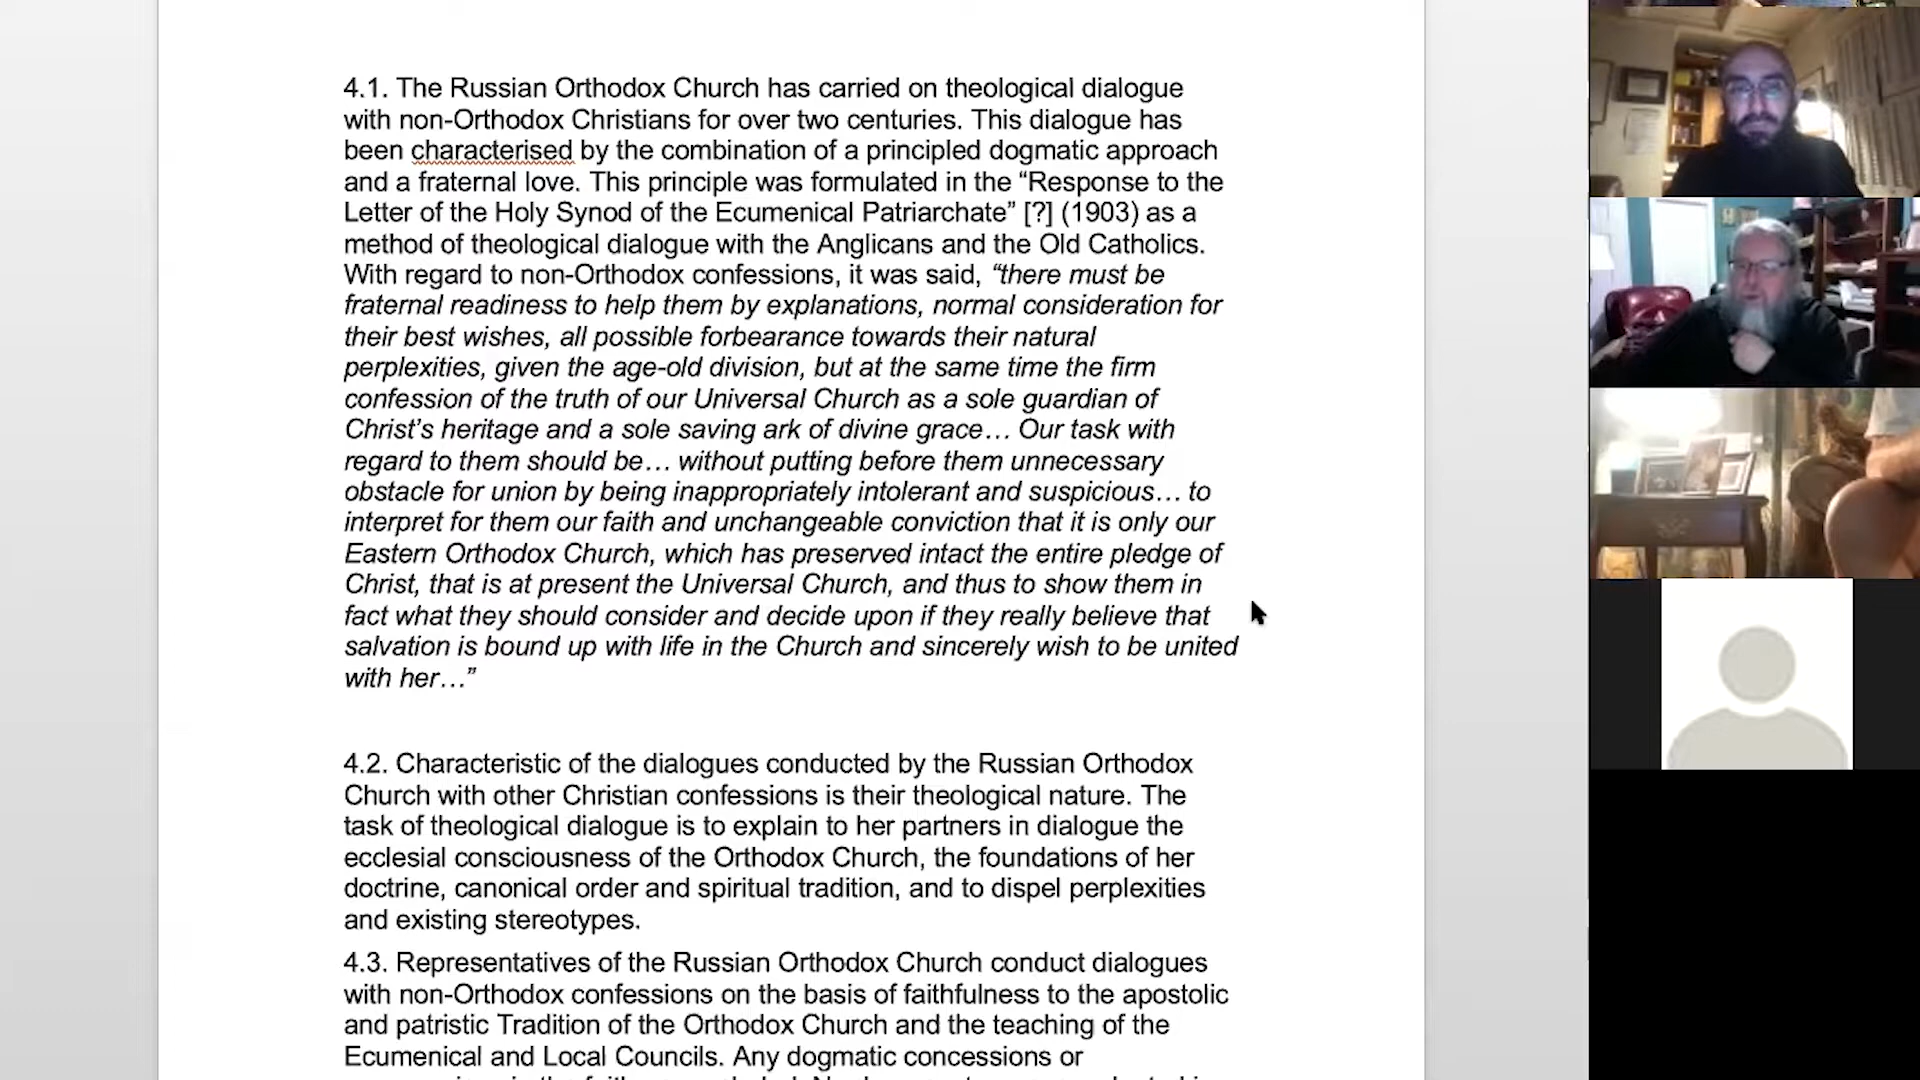 4.1. The Russian Orthodox Church has carried on theological dialogue
with non-Orthodox Christians for over two centuries. This dialogue has
been characterised by the combination of a principled dogmatic approach
and a fraternal love. This principle was formulated in the “Response to the
Letter of the Holy Synod of the Ecumenical Patriarchate” [?] (1903) as a
method of theological dialogue with the Anglicans and the Old Catholics.
With regard to non-Orthodox confessions, it was said, “there must be
fraternal readiness to help them by explanations, normal consideration for
their best wishes, all possible forbearance towards their natural
perplexities, given the age-old division, but at the same time the firm
confession of the truth of our Universal Church as a sole guardian of
Christ’s heritage and a sole saving ark of divine grace… Our task with
regard to them should be… without putting before them unnecessary
obstacle for union by being inappropriately intolerant and suspicious… to
interpret for them our faith and unchangeable conviction that it is only our
Eastern Orthodox Church, which has preserved intact the entire pledge of
Christ, that is at present the Universal Church, and thus to show them in
fact what they should consider and decide upon if they really believe that
salvation is bound up with life in the Church and sincerely wish to be united
with her…”
4.2. Characteristic of the dialogues conducted by the Russian Orthodox
Church with other Christian confessions is their theological nature. The
task of theological dialogue is to explain to her partners in dialogue the
ecclesial consciousness of the Orthodox Church, the foundations of her
doctrine, canonical order and spiritual tradition, and to dispel perplexities
and existing stereotypes.
4.3. Representatives of the Russian Orthodox Church conduct dialogues
with non-Orthodox confessions on the basis of faithfulness to the apostolic
and patristic Tradition of the Orthodox Church and the teaching of the
Ecumenical and Local Councils. Any dogmatic concessions or